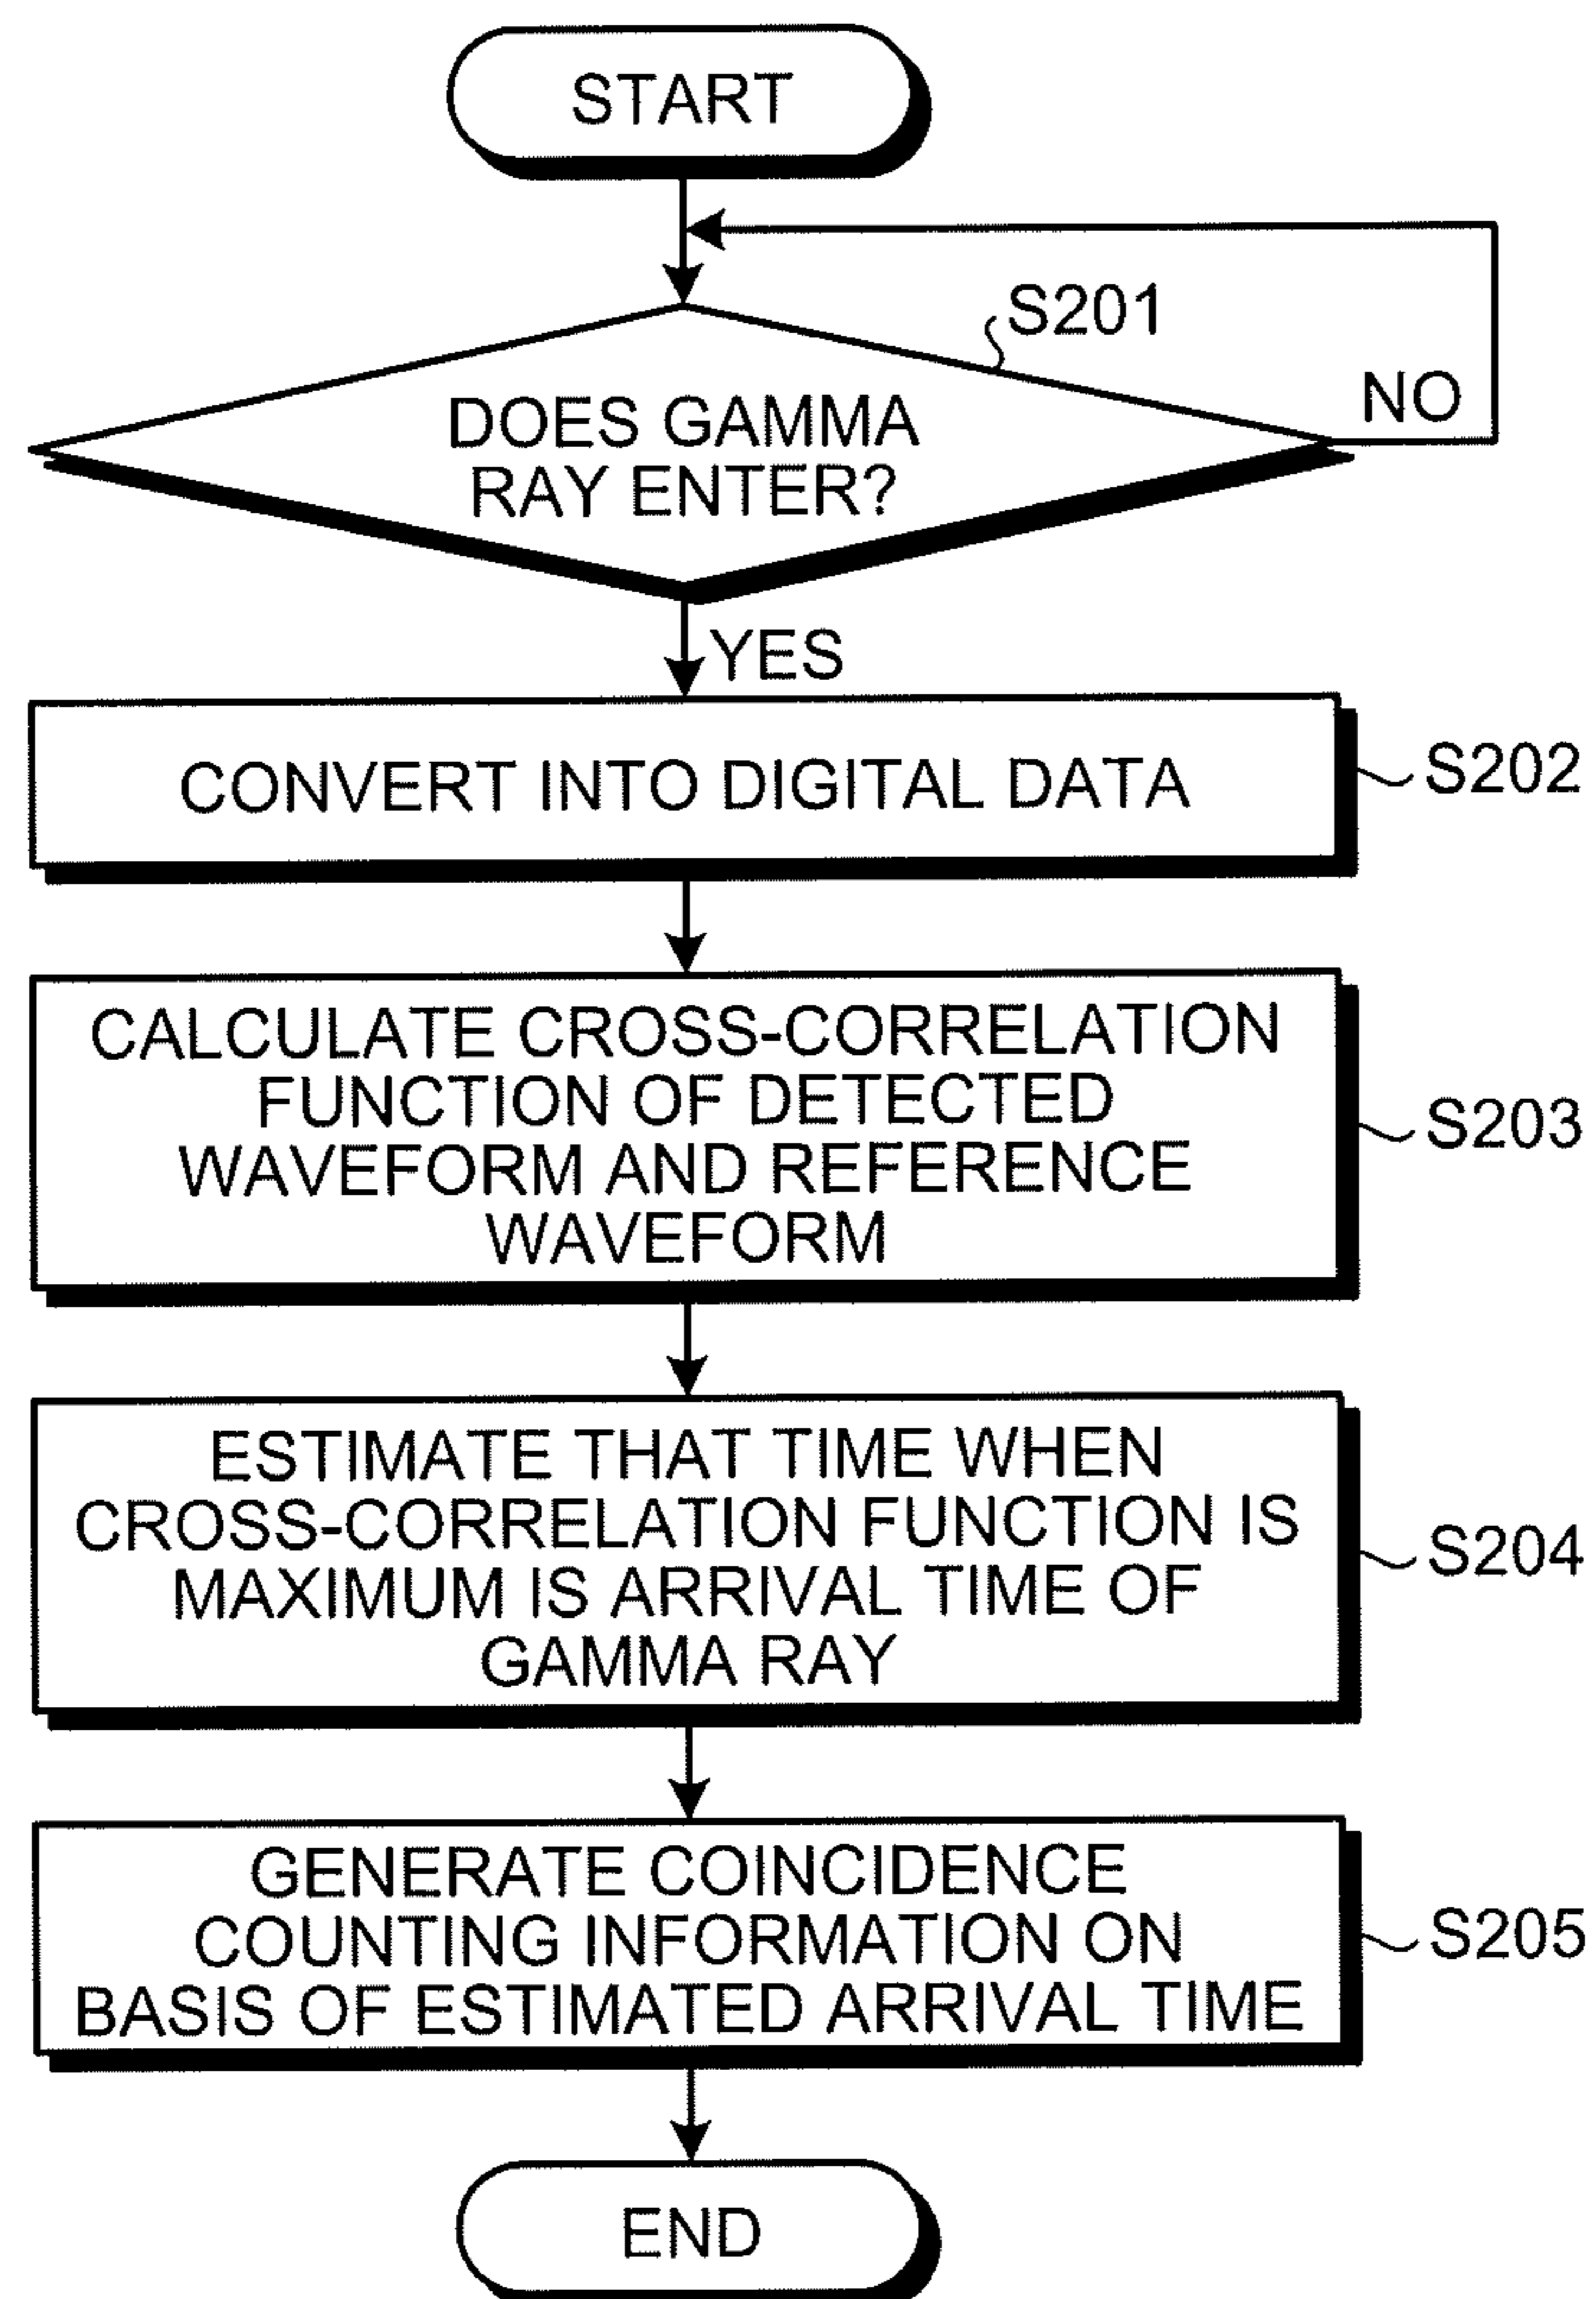 START
S201
NO
DOES GAMMA
RAY ENTER?
YES
CONVERT INTO DIGITAL DATA
S202
CALCULATE CROSS-CORRELATION
FUNCTION OF DETECTED
WAVEFORM AND REFERENCE
WAVEFORM
S203
ESTIMATE THAT TIME WHEN
CROSS-CORRELATION FUNCTION IS
MAXIMUM IS ARRIVAL TIME OF
GAMMA RAY
S204
GENERATE COINCIDENCE
COUNTING INFORMATION ON
BASIS OF ESTIMATED ARRIVAL TIME
S205
END